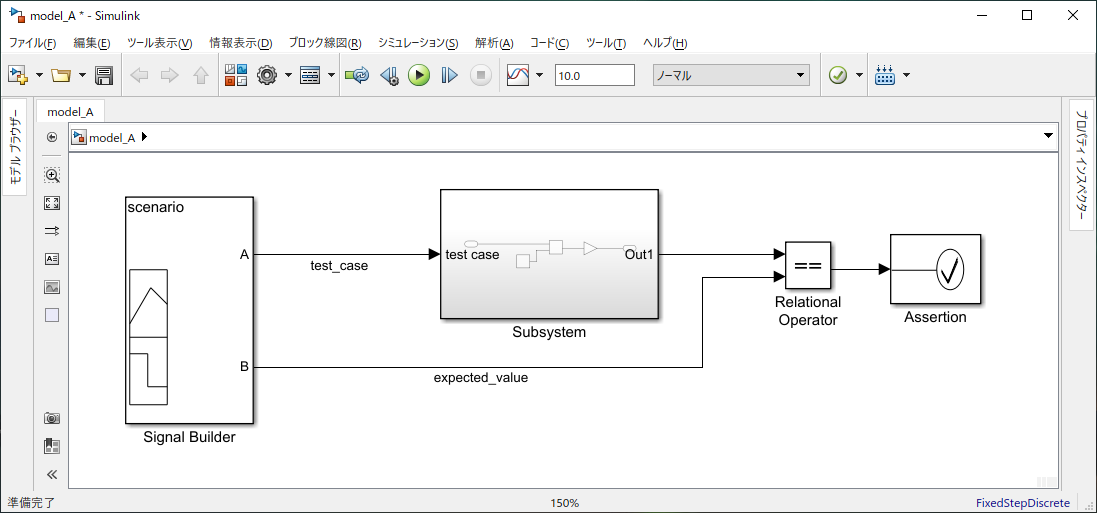 model_A * - Simulink
ファイル(F) 編集(E) ツール表示(V) 情報表示(D) ブロック線図(R) シミュレーション(S) 解析(A) コード(C) ツール(T) ヘルプ(H)
10.0 ノーマル
モデル ブラウザー
model_A
model_A
プロパティ インスペクター
scenario
A
test_case
test case
Out1
==
Relational
Operator
Assertion
Subsystem
B
expected_value
Signal Builder
準備完了 150% FixedStepDiscrete